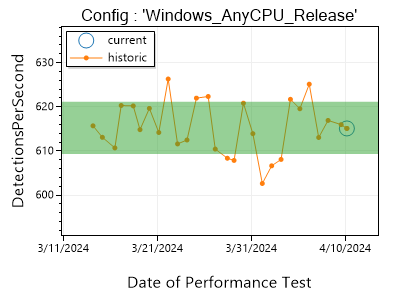 Config : 'Windows_AnyCPU_Release'
current
historic
DetectionsPerSecond
630
620
610
600
3/11/2024
3/21/2024
3/31/2024
4/10/2024
Date of Performance Test